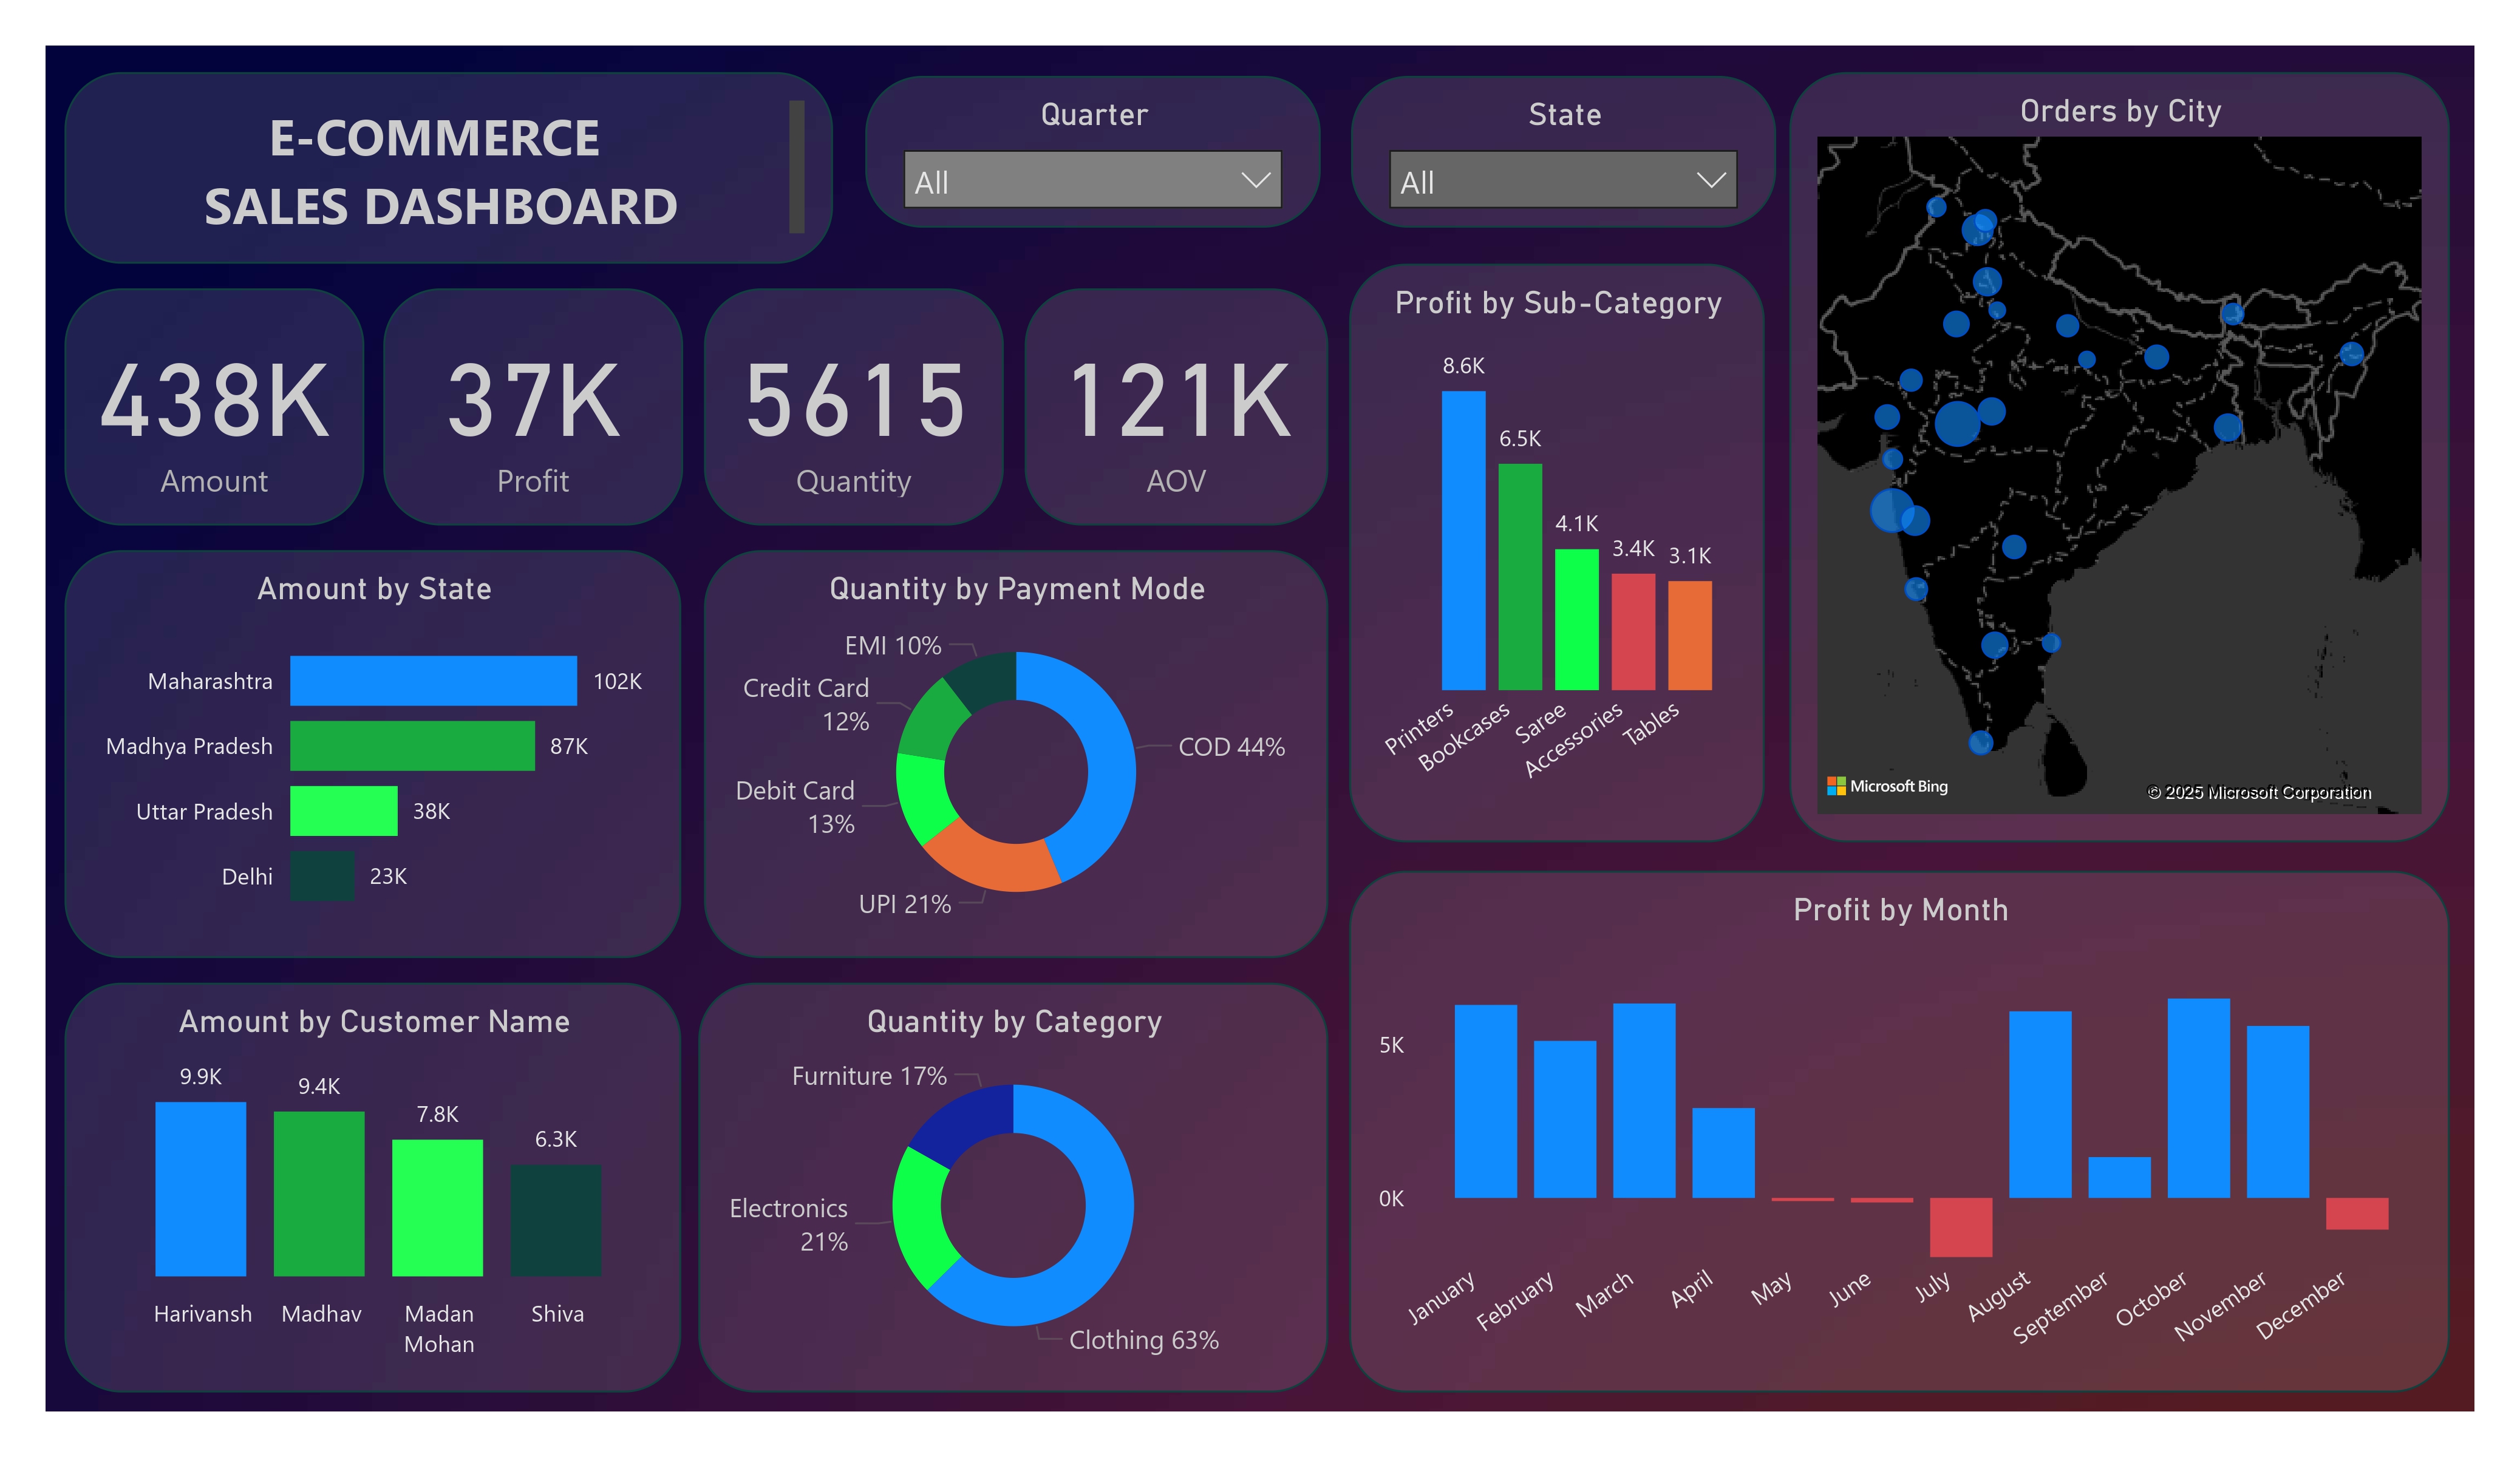 E-COMMERCE
SALES DASHBOARD
Quarter
All
State
All
Orders by City
Microsoft Bing
© 2025 Microsoft Corporation
438K
Amount
37K
Profit
5615
Quantity
121K
AOV
Profit by Sub-Category
8.6K
6.5K
4.1K
3.4K
3.1K
Printers
Bookcases
Saree
Accessories
Tables
Amount by State
Maharashtra
102K
Madhya Pradesh
87K
Uttar Pradesh
38K
Delhi
23K
Quantity by Payment Mode
EMI 10%
Credit Card
12%
Debit Card
13%
UPI 21%
COD 44%
Profit by Month
5K
0K
January
February
March
April
May
June
July
August
September
October
November
December
Amount by Customer Name
9.9K
9.4K
7.8K
6.3K
Harivansh
Madhav
Madan
Mohan
Shiva
Quantity by Category
Furniture 17%
Electronics
21%
Clothing 63%